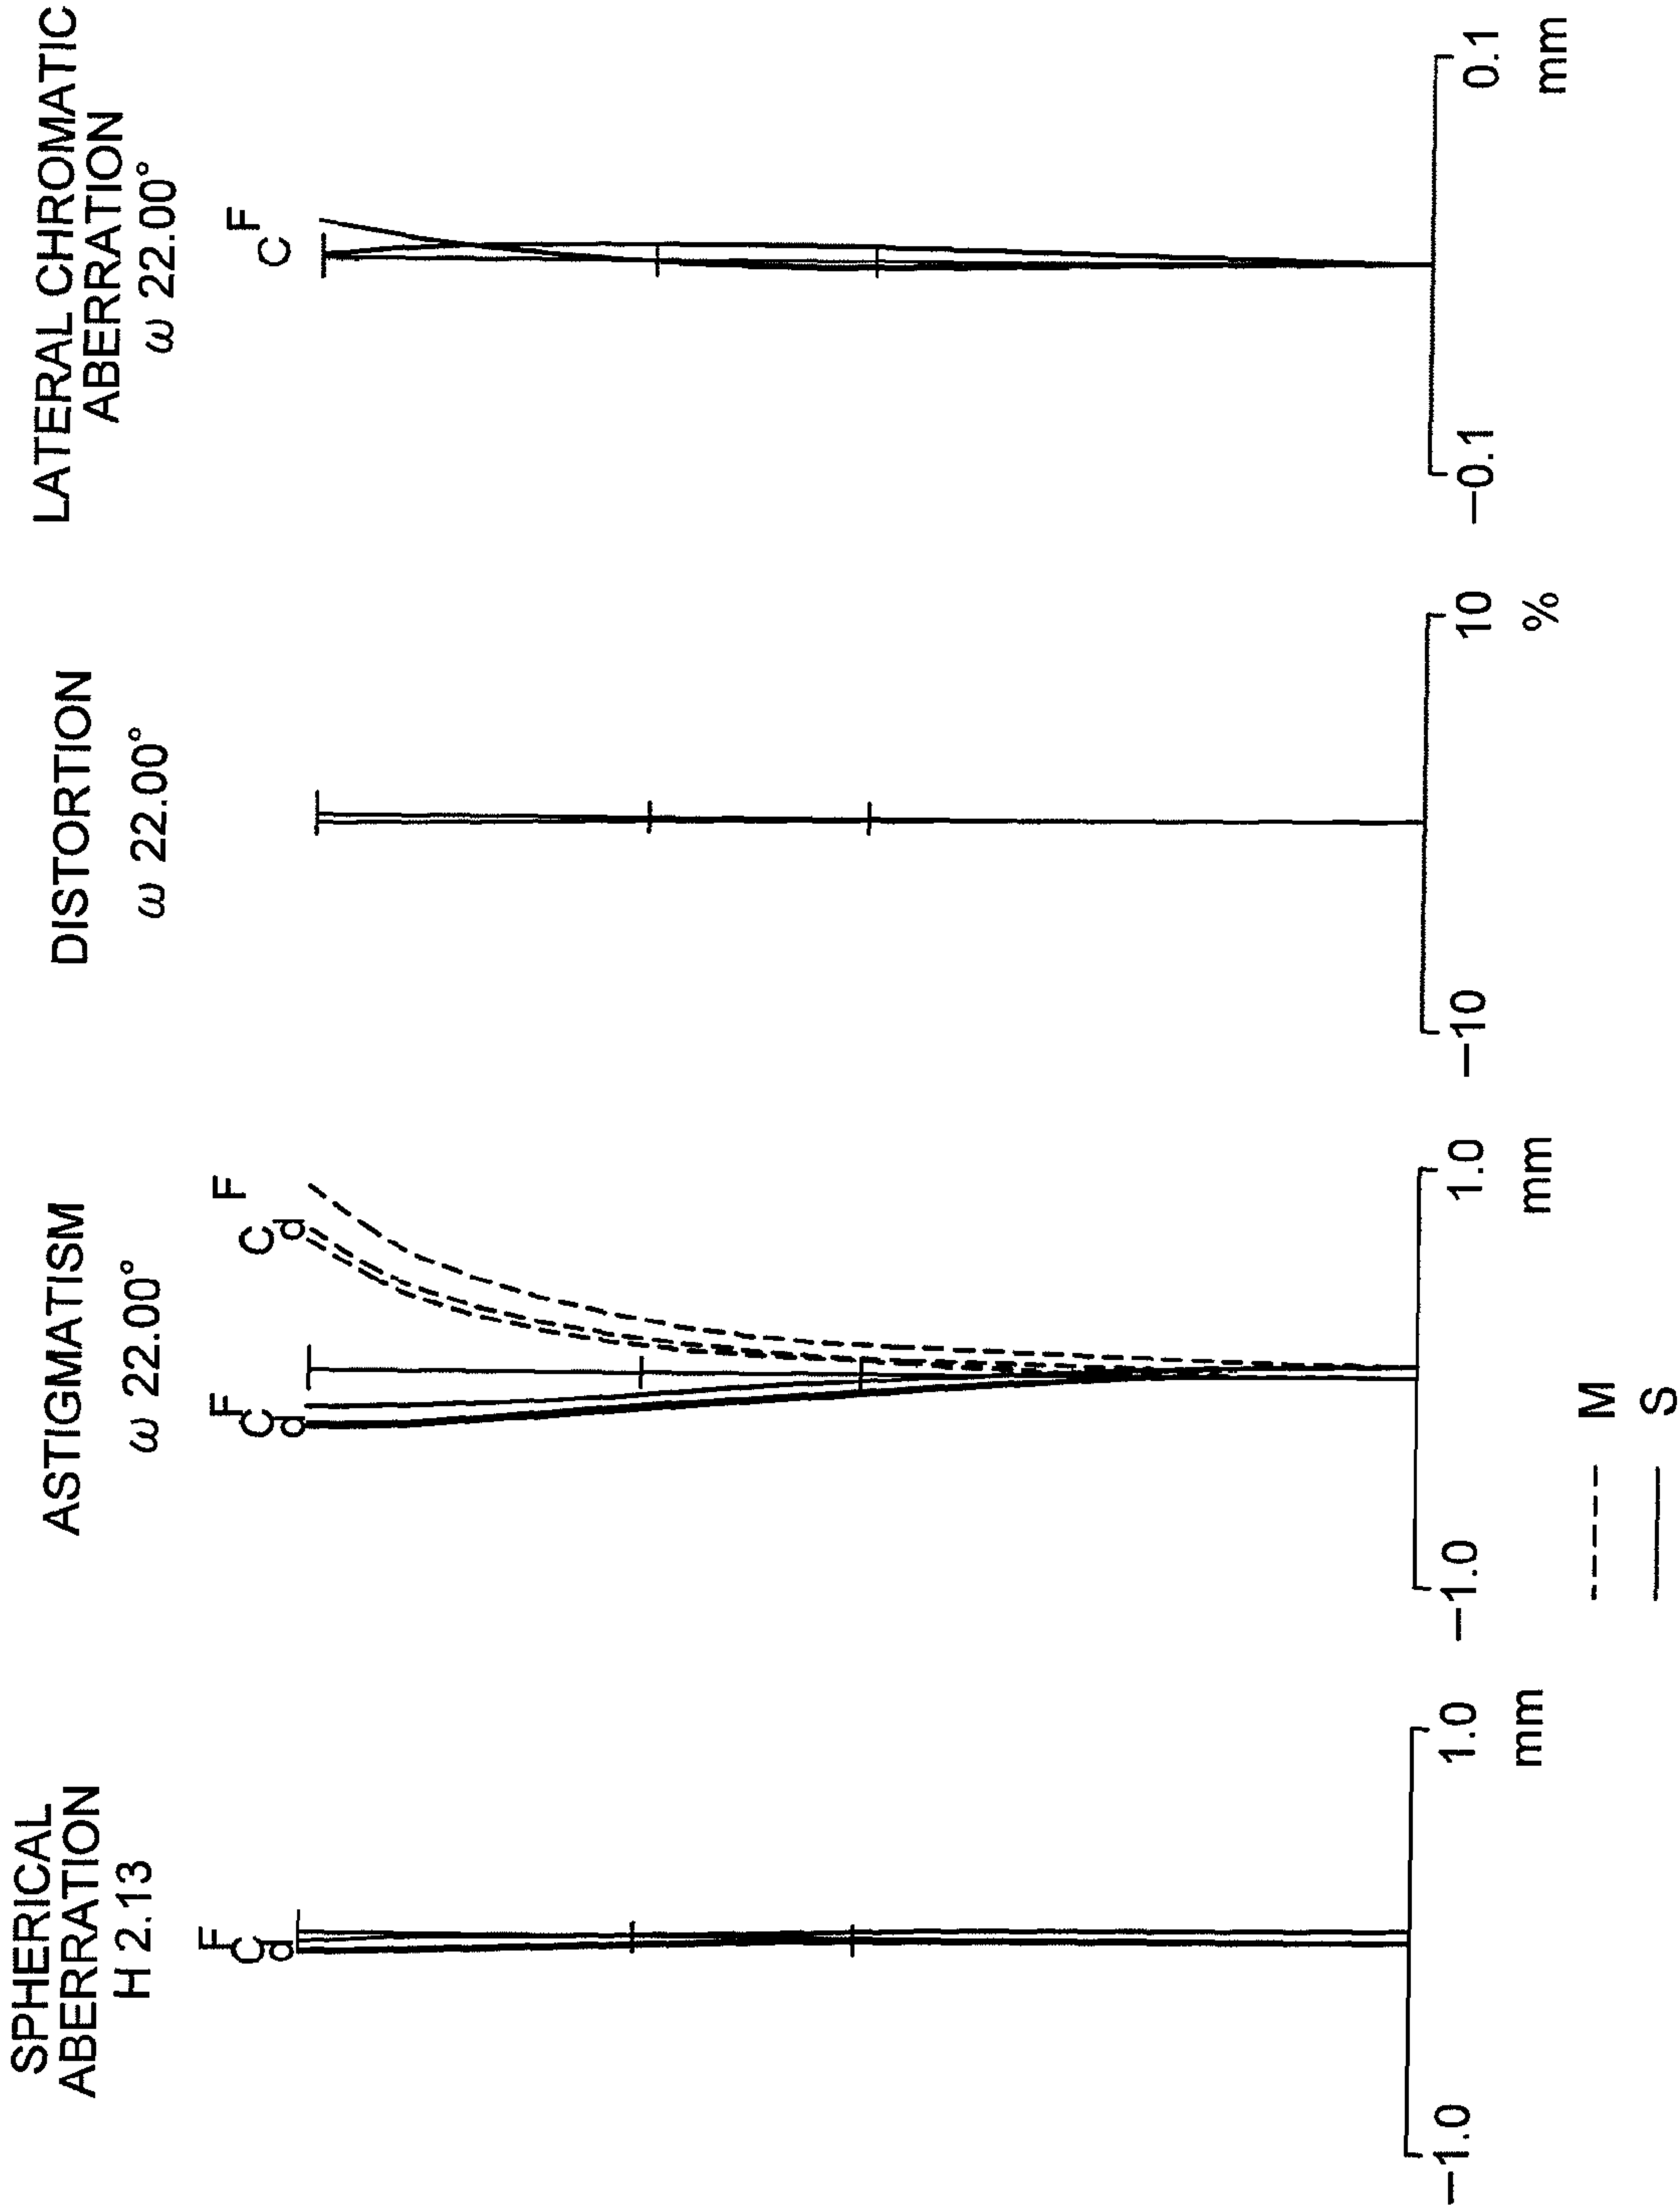 SPHERICAL
ABERRATION
H 2.13
F
C
d
−1.0
1.0
mm
ASTIGMATISM
ω 22.00°
F
C
d
F
C
d
−1.0
1.0
mm
M
S
DISTORTION
ω 22.00°
−10
10
%
LATERAL CHROMATIC
ABERRATION
ω 22.00°
C
F
−0.1
0.1
mm